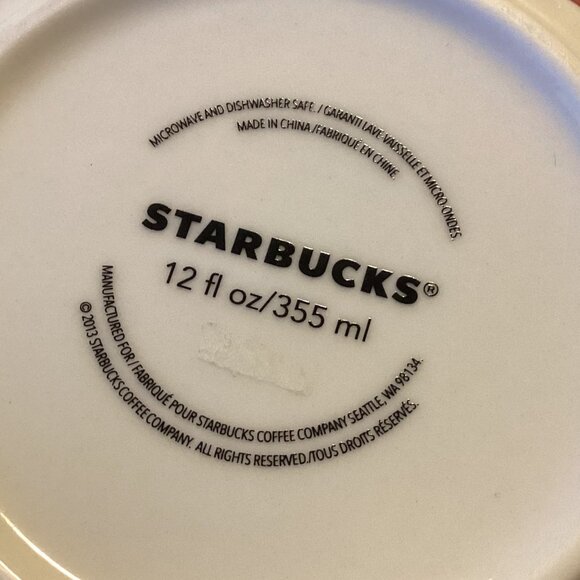 MICROWAVE AND DISHWASHER SAFE. / GARANTI LAVE VAISSELLE ET MICRO-ONDES.
MADE IN CHINA./FABRIQUÉ EN CHINE.
STARBUCKS®
12 fl oz/355 ml
MANUFACTURED FOR / FABRIQUÉ POUR STARBUCKS COFFEE COMPANY SEATTLE, WA 98134.
© 2013 STARBUCKS COFFEE COMPANY. ALL RIGHTS RESERVED./TOUS DROITS RÉSERVÉS.